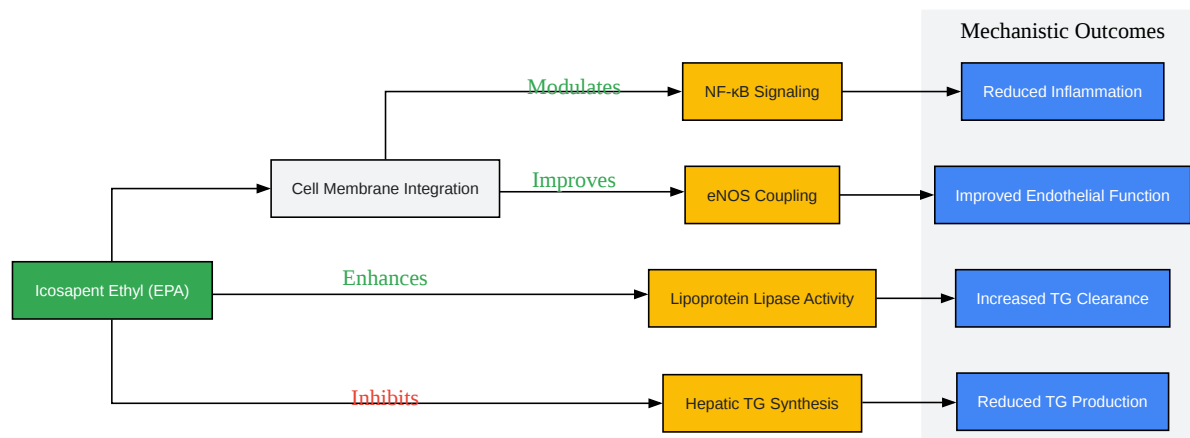 Mechanistic Outcomes
Modulates
NF-κB Signaling
Reduced Inflammation
Cell Membrane Integration
Improves
eNOS Coupling
Improved Endothelial Function
Icosapent Ethyl (EPA)
Enhances
Lipoprotein Lipase Activity
Increased TG Clearance
Inhibits
Hepatic TG Synthesis
Reduced TG Production